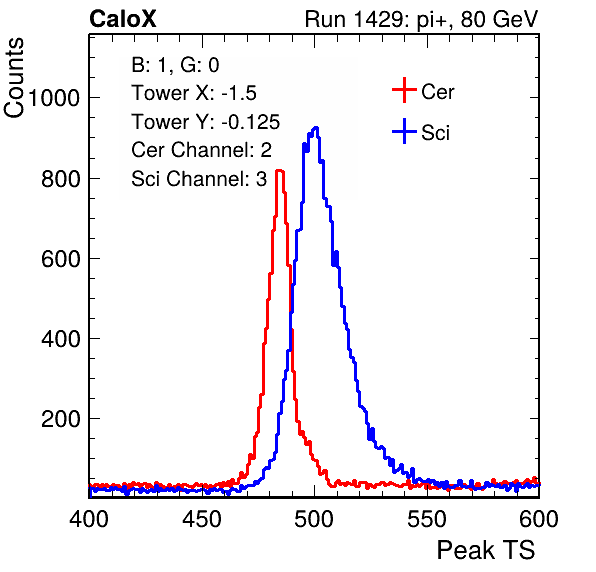 CaloX Run 1429: pi+, 80 GeV
Counts
B: 1, G: 0
Tower X: -1.5
Tower Y: -0.125
Cer Channel: 2
Sci Channel: 3
Cer
Sci
1000
800
600
400
200
400 450 500 550 600
Peak TS